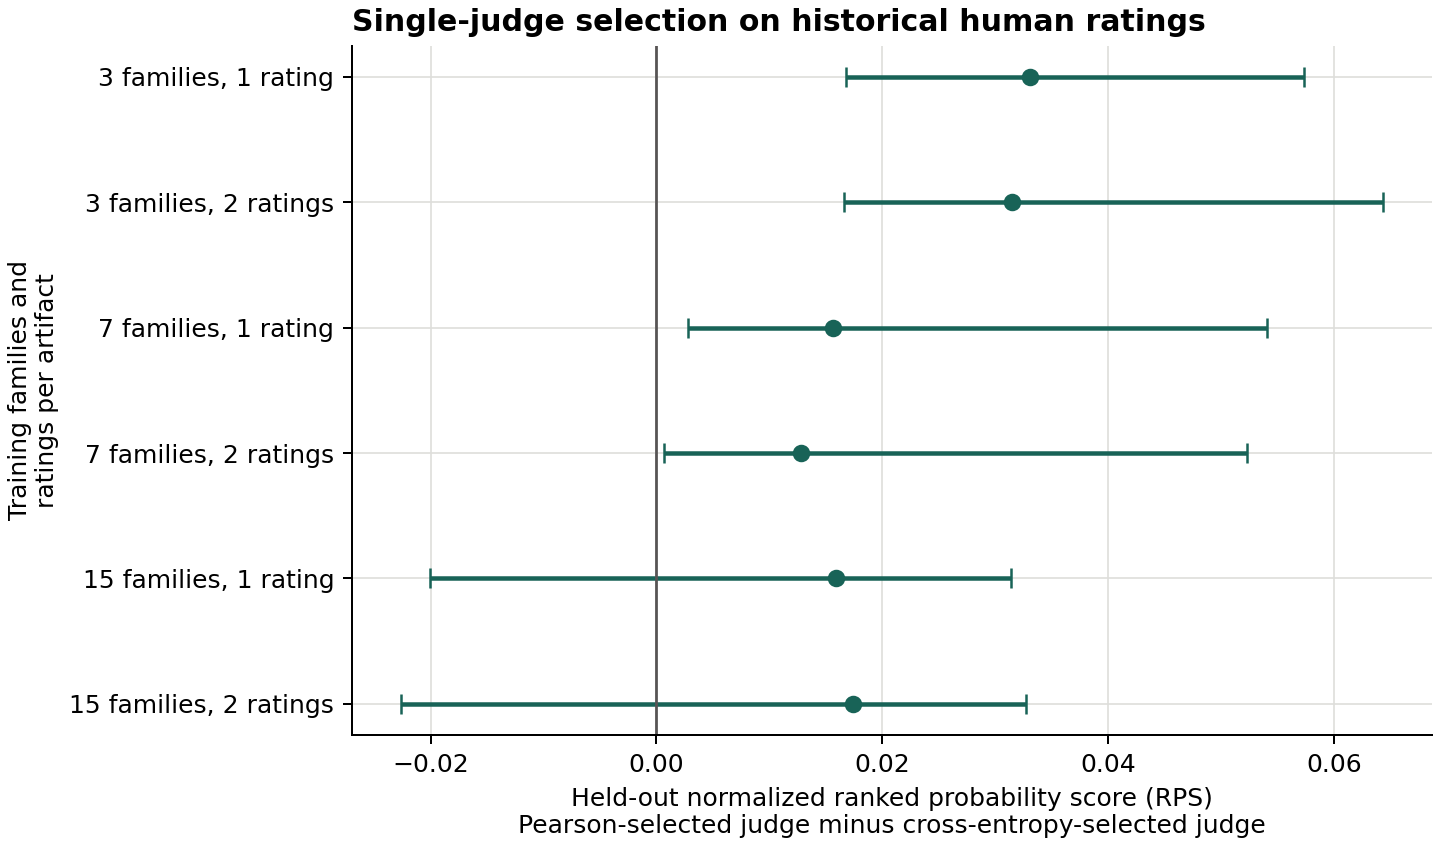 Single-judge selection on historical human ratings
Training families and
ratings per artifact
3 families, 1 rating
3 families, 2 ratings
7 families, 1 rating
7 families, 2 ratings
15 families, 1 rating
15 families, 2 ratings
−0.02 0.00 0.02 0.04 0.06
Held-out normalized ranked probability score (RPS)
Pearson-selected judge minus cross-entropy-selected judge